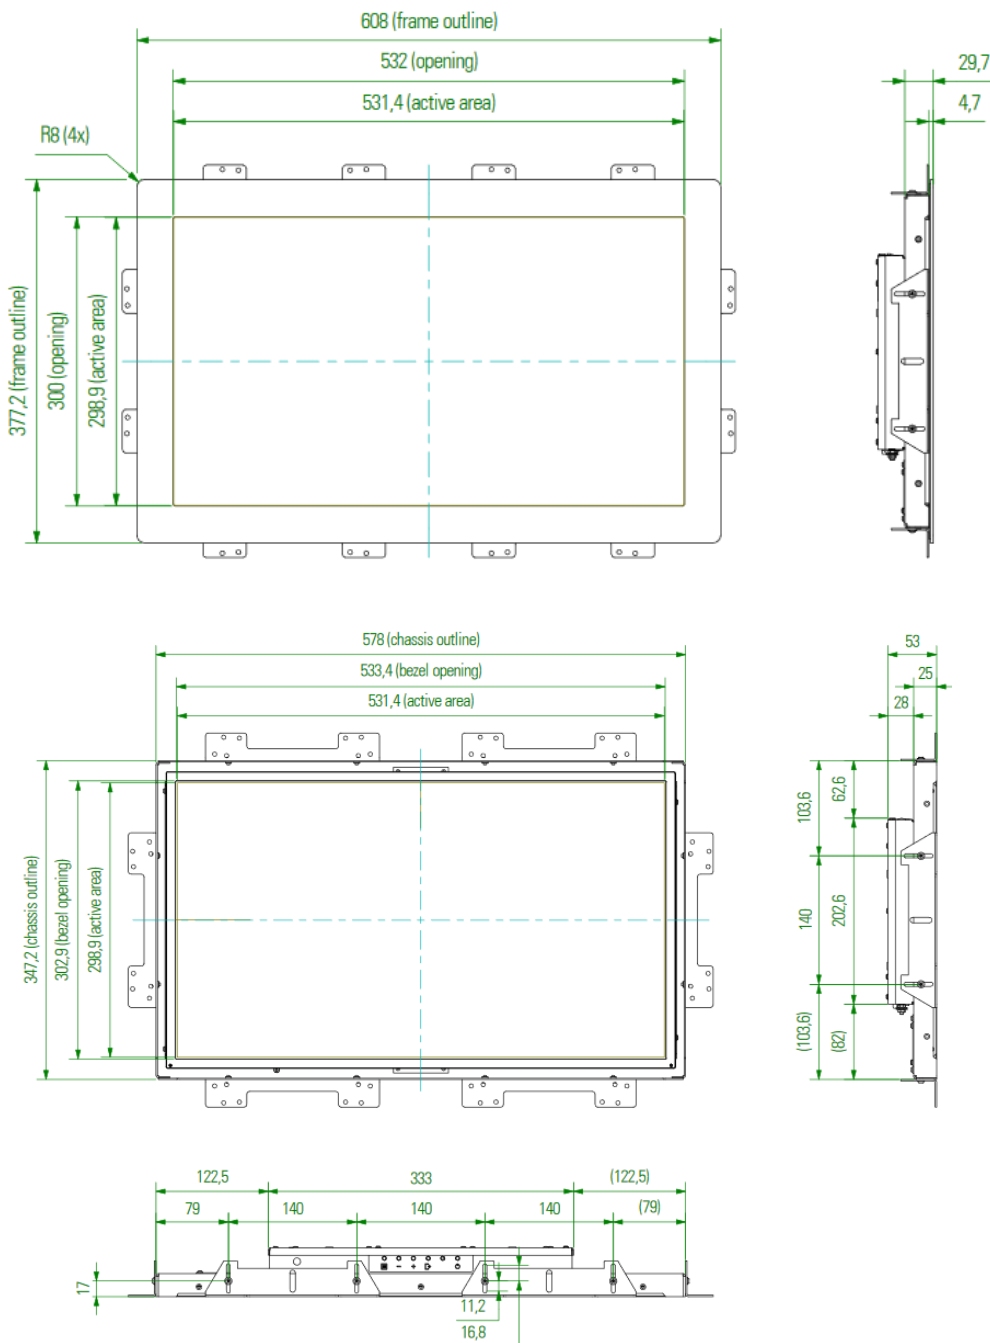 608 (frame outline)
532 (opening)
531,4 (active area)
29,7
4,7
R8 (4x)
377,2 (frame outline)
300 (opening)
298,9 (active area)
578 (chassis outline)
533,4 (bezel opening)
531,4 (active area)
53
25
28
347,2 (chassis outline)
302,9 (bezel opening)
298,9 (active area)
103,6
62,6
140
202,6
(103,6)
(82)
122,5
333
(122,5)
79
140
140
140
(79)
17
11,2
16,8